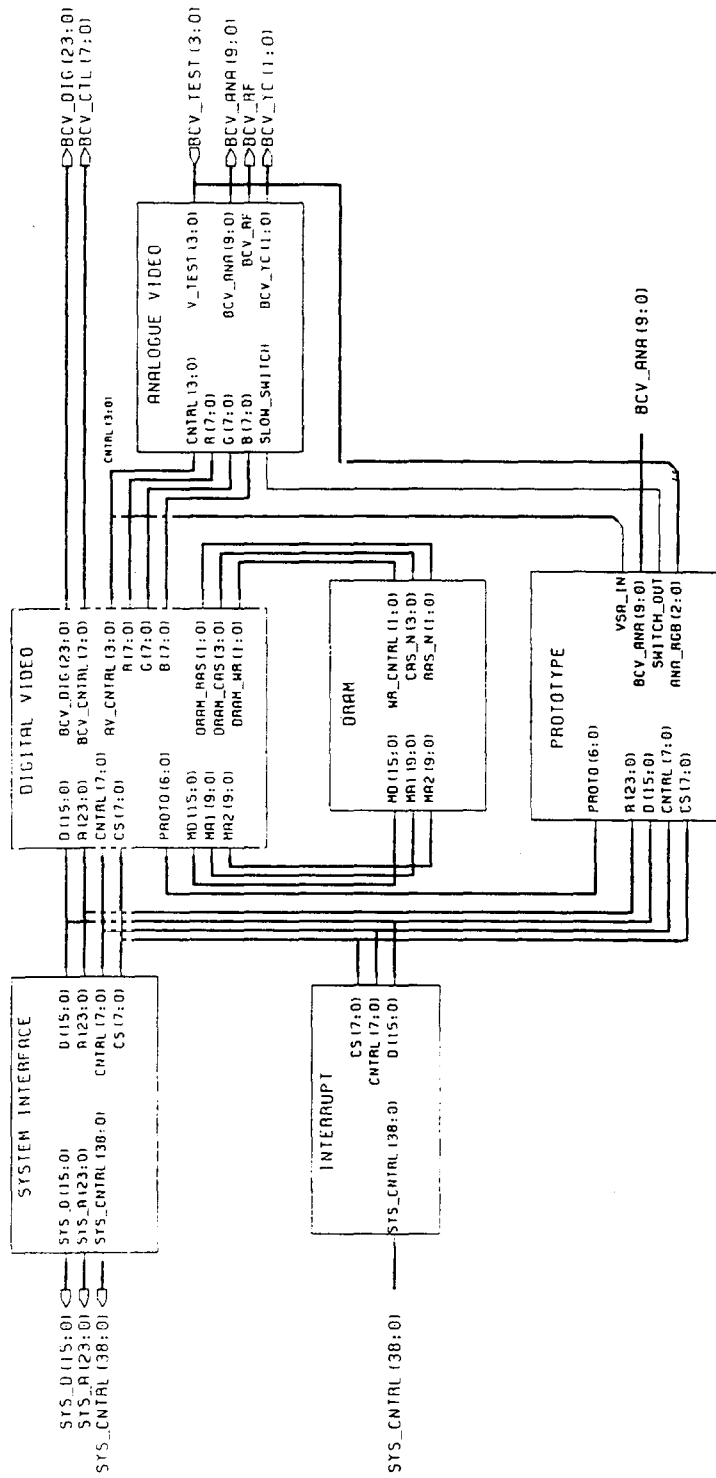 SYS_D(15:0)
SYS_A(23:0)
SYS_CNTRL(38:0)
SYSTEM INTERFACE
SYS_D(15:0)
SYS_A(23:0)
SYS_CNTRL(38:0)
D(15:0)
A(23:0)
CNTRL(7:0)
CS(7:0)
DIGITAL VIDEO
D(15:0)
A(23:0)
CNTRL(7:0)
CS(7:0)
PROTO(6:0)
MD(15:0)
MA1(9:0)
MA2(9:0)
BCV_DIG(23:0)
BCV_CNTRL(7:0)
AV_CNTRL(3:0)
R(7:0)
G(7:0)
B(7:0)
DRAM_RAS(1:0)
DRAM_CAS(3:0)
DRAM_WR(1:0)
CNTRL(3:0)
ANALOGUE VIDEO
CNTRL(3:0)
R(7:0)
G(7:0)
B(7:0)
SLOW_SWITCH
V_TEST(3:0)
BCV_ANA(9:0)
BCV_RF
BCV_YC(1:0)
BCV_DIG(23:0)
BCV_CTL(7:0)
BCV_TEST(3:0)
BCV_ANA(9:0)
BCV_RF
BCV_YC(1:0)
SYS_CNTRL(38:0)
INTERRUPT
SYS_CNTRL(38:0)
CS(7:0)
CNTRL(7:0)
D(15:0)
DRAM
MD(15:0)
MA1(9:0)
MA2(9:0)
WR_CNTRL(1:0)
CAS_N(3:0)
RAS_N(1:0)
PROTOTYPE
PROTO(6:0)
A(23:0)
D(15:0)
CNTRL(7:0)
CS(7:0)
VSA_IN
BCV_ANA(9:0)
SWITCH_OUT
ANA_RGB(2:0)
BCV_ANA(9:0)